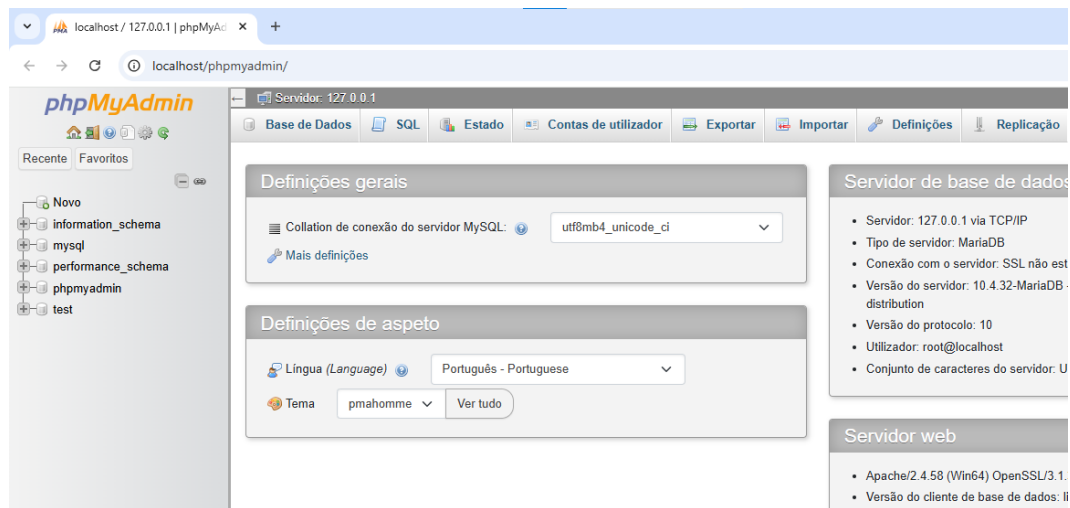 localhost / 127.0.0.1 | phpMyAd
localhost/phpmyadmin/
phpMyAdmin
Recente Favoritos
Novo
information_schema
mysql
performance_schema
phpmyadmin
test
Servidor: 127.0.0.1
Base de Dados SQL Estado Contas de utilizador Exportar Importar Definições Replicação
Definições gerais
Collation de conexão do servidor MySQL: utf8mb4_unicode_ci
Mais definições
Definições de aspeto
Língua (Language) Português - Portuguese
Tema pmahomme Ver tudo
Servidor de base de dados
Servidor: 127.0.0.1 via TCP/IP
Tipo de servidor: MariaDB
Conexão com o servidor: SSL não est
Versão do servidor: 10.4.32-MariaDB -
distribution
Versão do protocolo: 10
Utilizador: root@localhost
Conjunto de caracteres do servidor: U
Servidor web
Apache/2.4.58 (Win64) OpenSSL/3.1.
Versão do cliente de base de dados: li